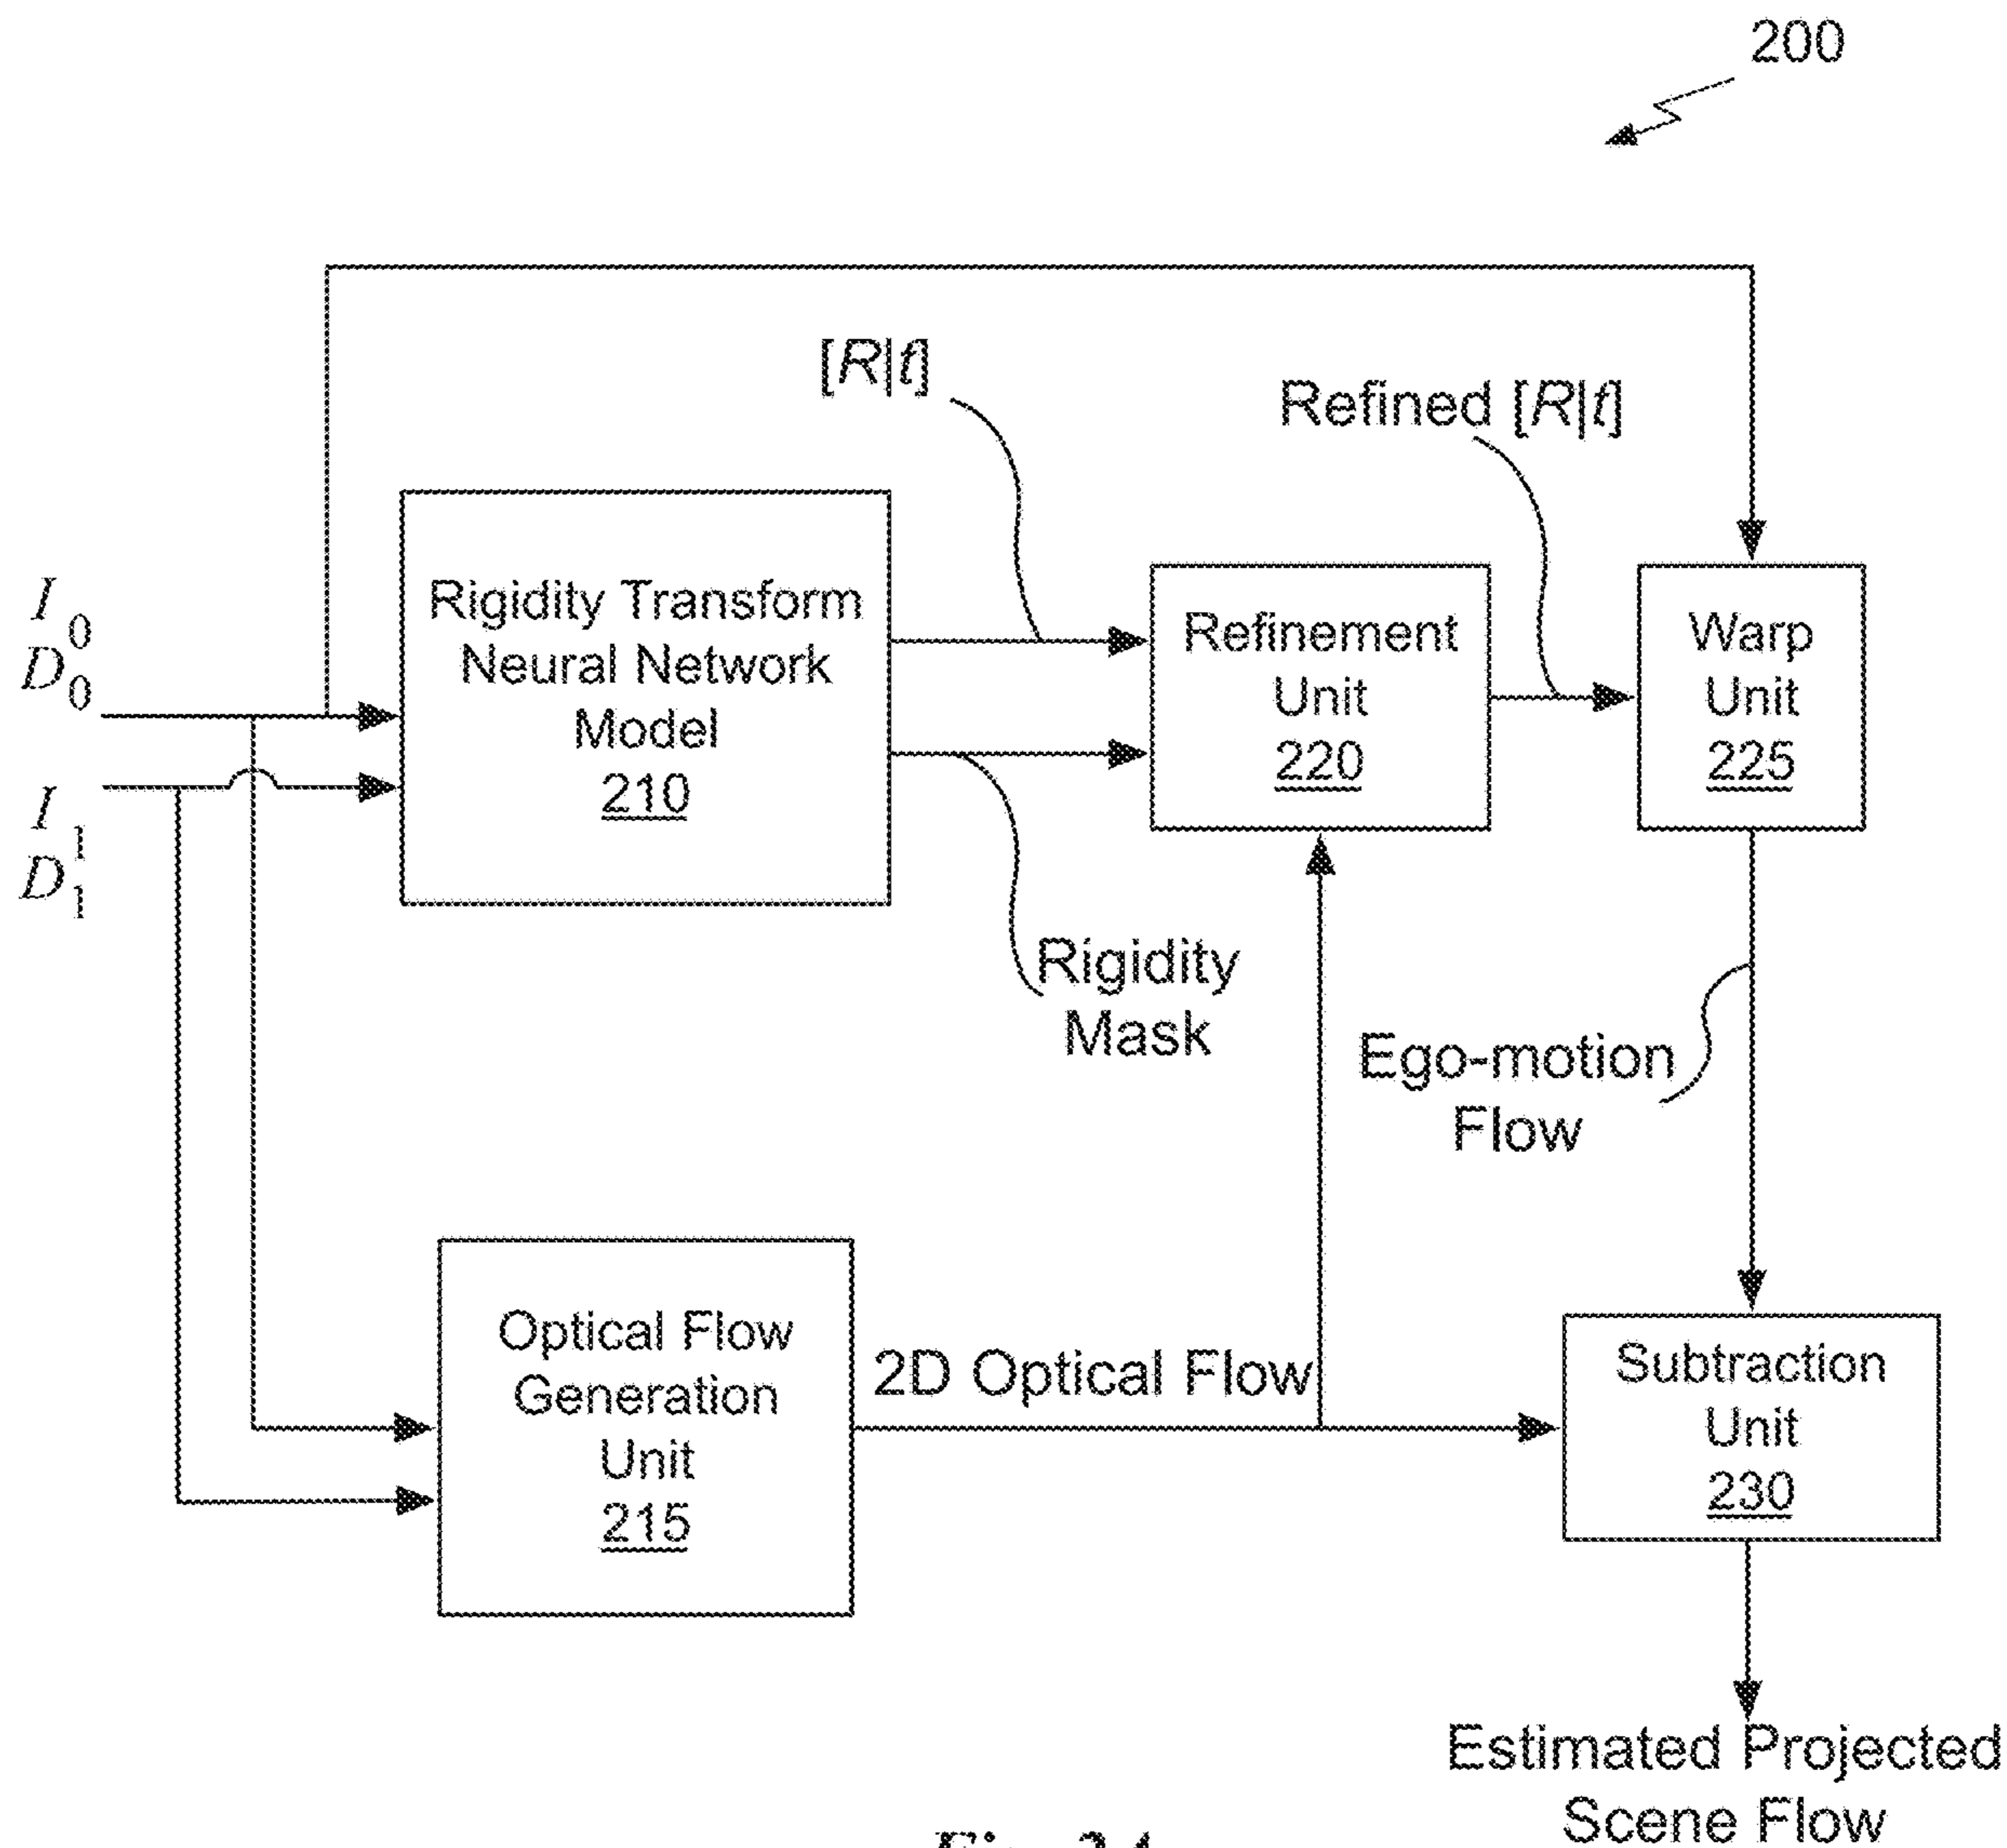 200
[R|t]
Refined [R|t]
I0
D0
I1
D1
Rigidity Transform
Neural Network
Model
210
Refinement
Unit
220
Warp
Unit
225
Rigidity
Mask
Ego-motion
Flow
Optical Flow
Generation
Unit
215
2D Optical Flow
Subtraction
Unit
230
Estimated Projected
Scene Flow